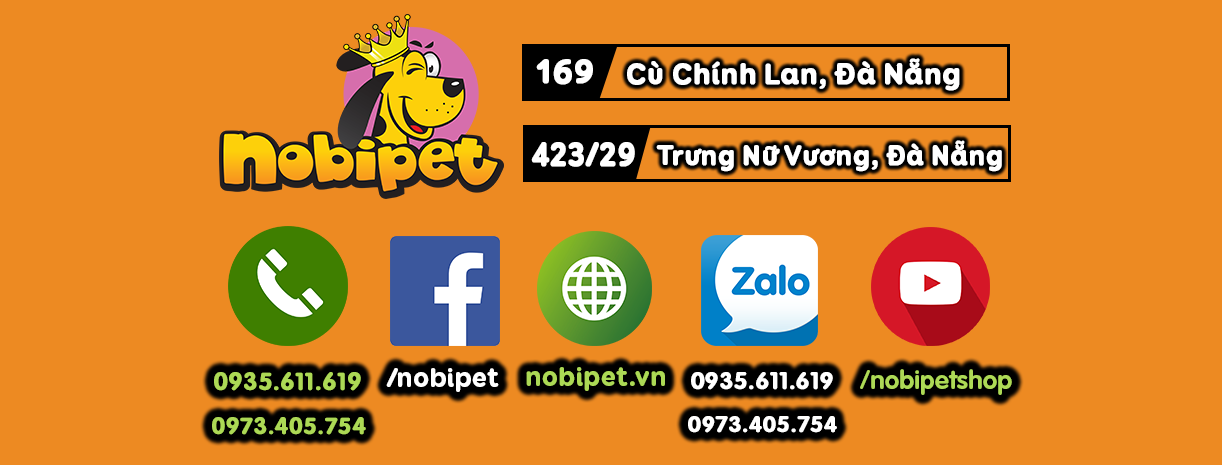 nobipet
169 Cù Chính Lan, Đà Nẵng
423/29 Trưng Nữ Vương, Đà Nẵng
Zalo
0935.611.619 /nobipet nobipet.vn 0935.611.619 /nobipetshop
0973.405.754 0973.405.754